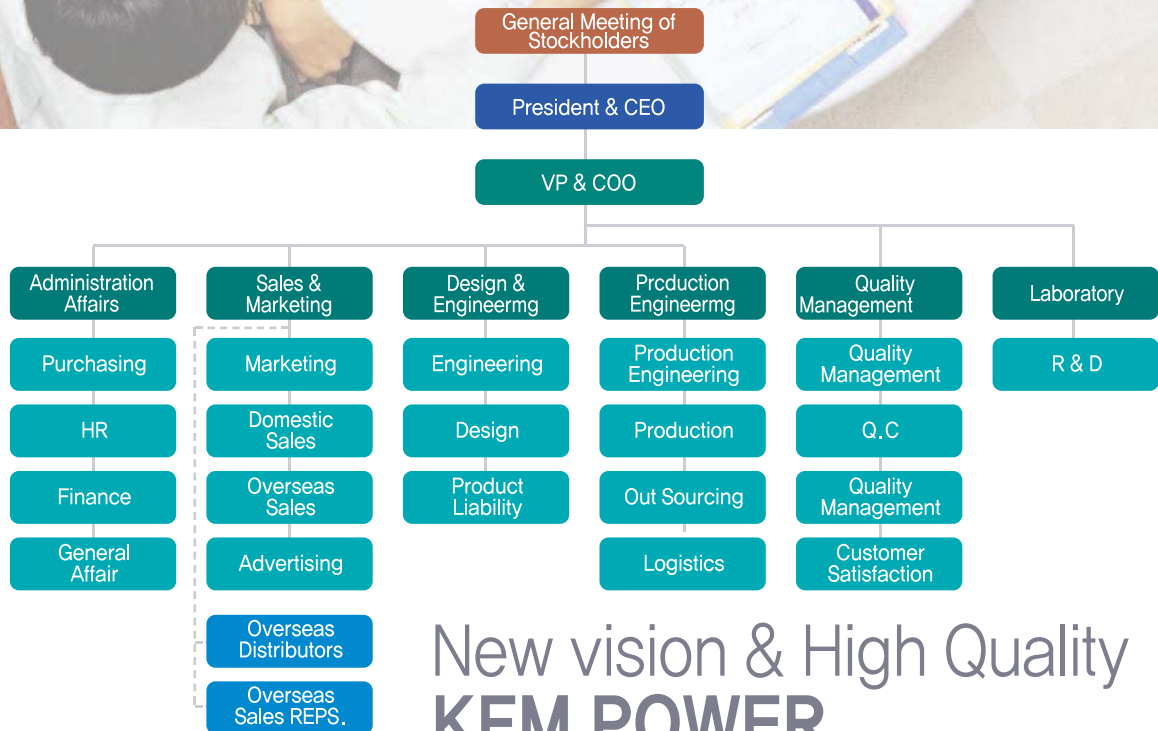 General Meeting of
Stockholders
President & CEO
VP & COO
Administration
Affairs
Sales &
Marketing
Design &
Engineermg
Prcduction
Engineermg
Quality
Management
Laboratory
Purchasing
Marketing
Engineering
Production
Engineering
Quality
Management
R & D
HR
Domestic
Sales
Design
Production
Q.C
Finance
Overseas
Sales
Product
Liability
Out Sourcing
Quality
Management
General
Affair
Advertising
Logistics
Customer
Satisfaction
Overseas
Distributors
Overseas
Sales REPS.
New vision & High Quality
KEM POWER